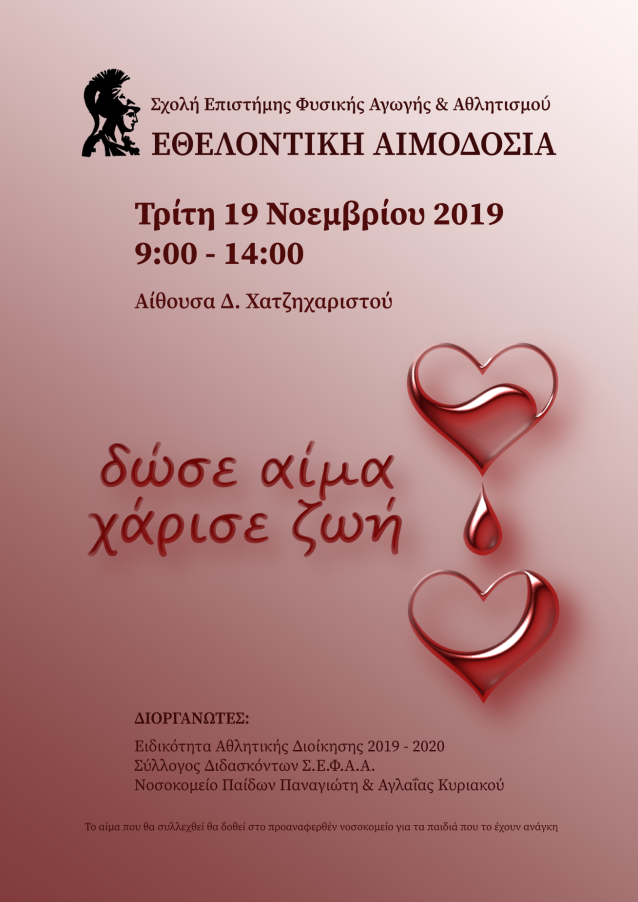 Σχολή Επιστήμης Φυσικής Αγωγής & Αθλητισμού
ΕΘΕΛΟΝΤΙΚΗ ΑΙΜΟΔΟΣΙΑ
Τρίτη 19 Νοεμβρίου 2019
9:00 - 14:00
Αίθουσα Δ. Χατζηχαριστού
δώσε αίμα
χάρισε ζωή
ΔΙΟΡΓΑΝΩΤΕΣ:
Ειδικότητα Αθλητικής Διοίκησης 2019 - 2020
Σύλλογος Διδασκόντων Σ.Ε.Φ.Α.Α.
Νοσοκομείο Παίδων Παναγιώτη & Αγλαΐας Κυριακού
Το αίμα που θα συλλεχθεί θα δοθεί στο προαναφερθέν νοσοκομείο για τα παιδιά που το έχουν ανάγκη